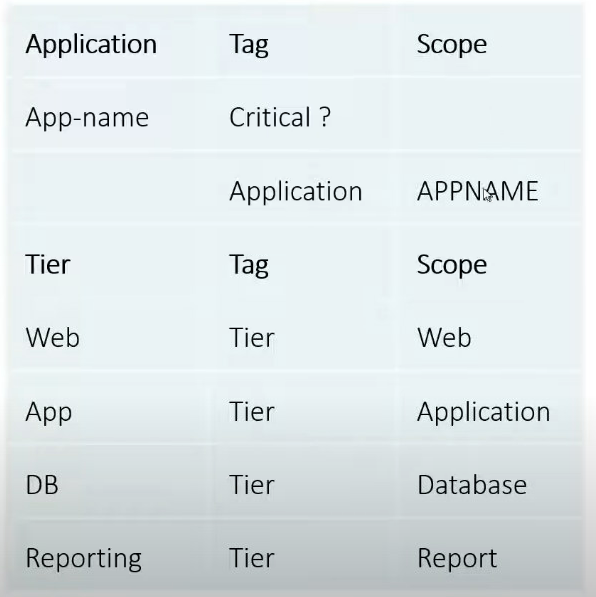 Application Tag Scope
App-name Critical ?
Application APPNAME
Tier Tag Scope
Web Tier Web
App Tier Application
DB Tier Database
Reporting Tier Report